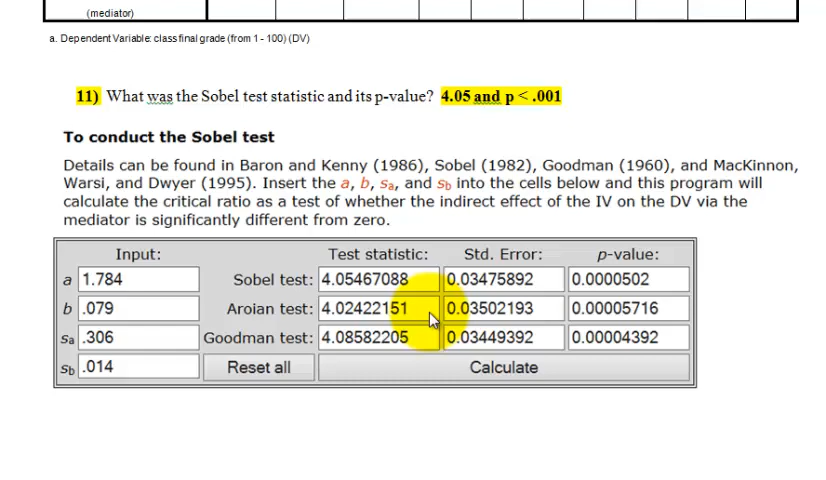 (mediator)
a. Dependent Variable: class final grade (from 1 - 100) (DV)
11) What was the Sobel test statistic and its p-value? 4.05 and p < .001
To conduct the Sobel test
Details can be found in Baron and Kenny (1986), Sobel (1982), Goodman (1960), and MacKinnon,
Warsi, and Dwyer (1995). Insert the a, b, sa, and sb into the cells below and this program will
calculate the critical ratio as a test of whether the indirect effect of the IV on the DV via the
mediator is significantly different from zero.
Input: Test statistic: Std. Error: p-value:
a 1.784 Sobel test: 4.05467088 0.03475892 0.0000502
b .079 Aroian test: 4.02422151 0.03502193 0.00005716
sa .306 Goodman test: 4.08582205 0.03449392 0.00004392
sb .014 Reset all Calculate